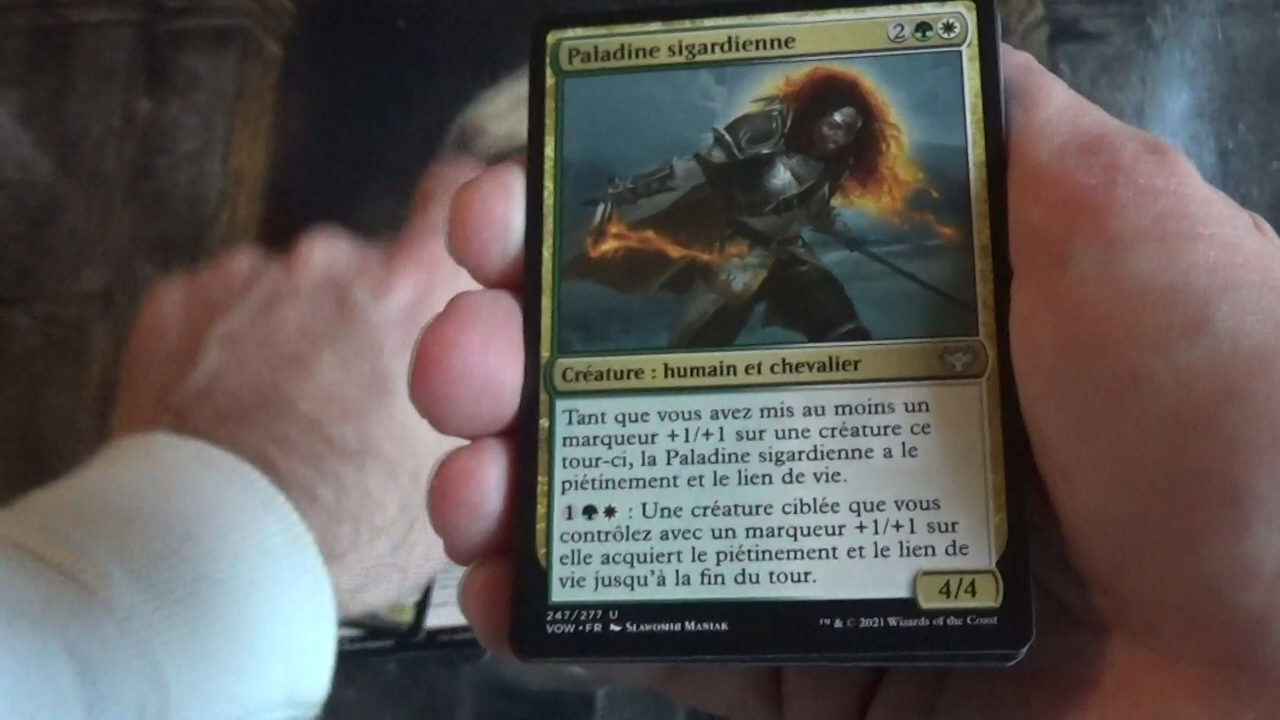 Paladine sigardienne 2
Créature : humain et chevalier
Tant que vous avez mis au moins un
marqueur +1/+1 sur une créature ce
tour-ci, la Paladine sigardienne a le
piétinement et le lien de vie.
1 : Une créature ciblée que vous
contrôlez avec un marqueur +1/+1 sur
elle acquiert le piétinement et le lien de
vie jusqu'à la fin du tour.
4/4
247/277 U
VOW • FR Slawomir Maniak
™ & © 2021 Wizards of the Coast